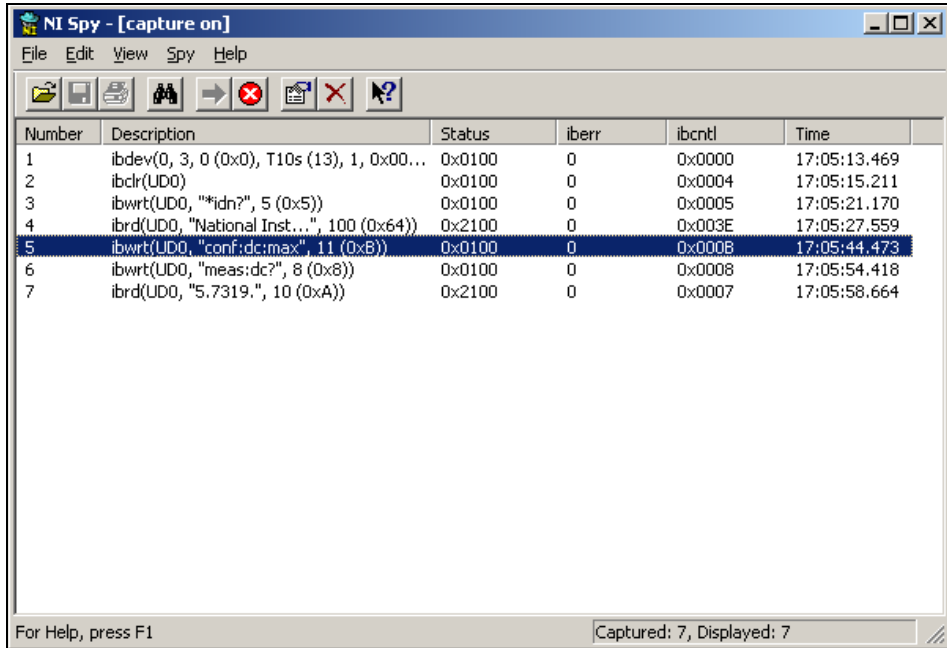 NI Spy - [capture on]
File Edit View Spy Help
Number Description Status iberr ibcntl Time
1 ibdev(0, 3, 0 (0x0), T10s (13), 1, 0x00... 0x0100 0 0x0000 17:05:13.469
2 ibclr(UD0) 0x0100 0 0x0004 17:05:15.211
3 ibwrt(UD0, "*idn?", 5 (0x5)) 0x0100 0 0x0005 17:05:21.170
4 ibrd(UD0, "National Inst...", 100 (0x64)) 0x2100 0 0x003E 17:05:27.559
5 ibwrt(UD0, "conf:dc:max", 11 (0xB)) 0x0100 0 0x000B 17:05:44.473
6 ibwrt(UD0, "meas:dc?", 8 (0x8)) 0x0100 0 0x0008 17:05:54.418
7 ibrd(UD0, "5.7319.", 10 (0xA)) 0x2100 0 0x0007 17:05:58.664
For Help, press F1 Captured: 7, Displayed: 7